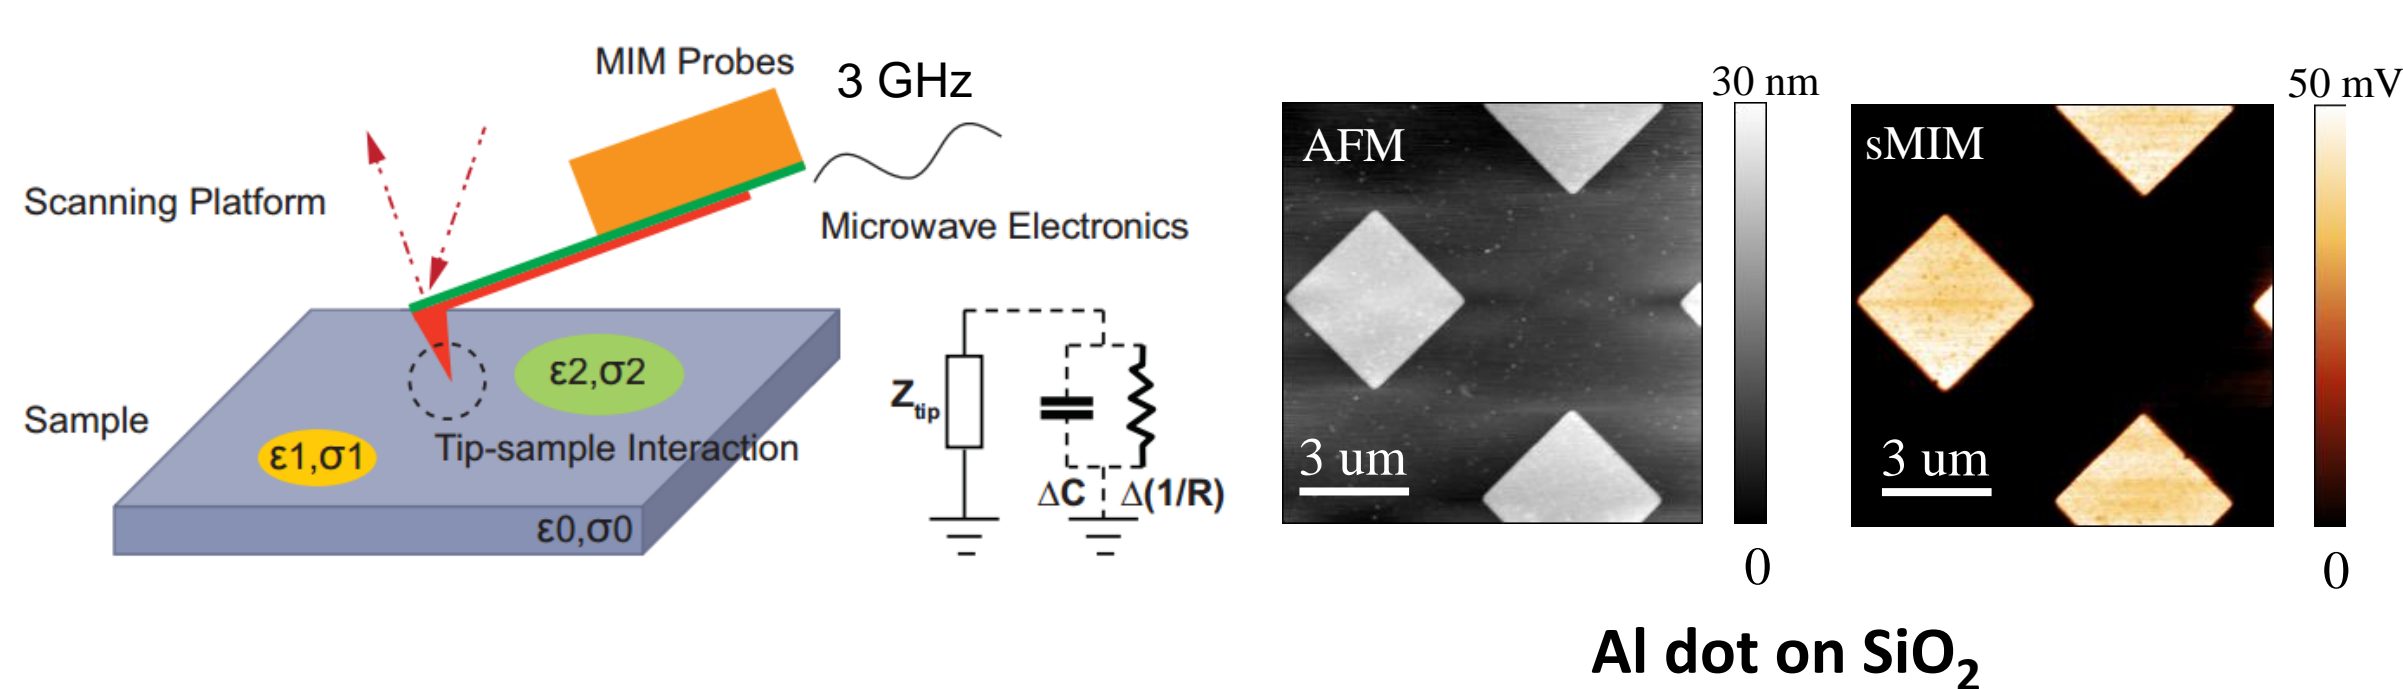 MIM Probes
3 GHz
Scanning Platform
Microwave Electronics
Sample
ε1,σ1
ε2,σ2
Tip-sample Interaction
ε0,σ0
Ztip
ΔC
Δ(1/R)
AFM
3 um
30 nm
0
sMIM
3 um
50 mV
0
Al dot on SiO2